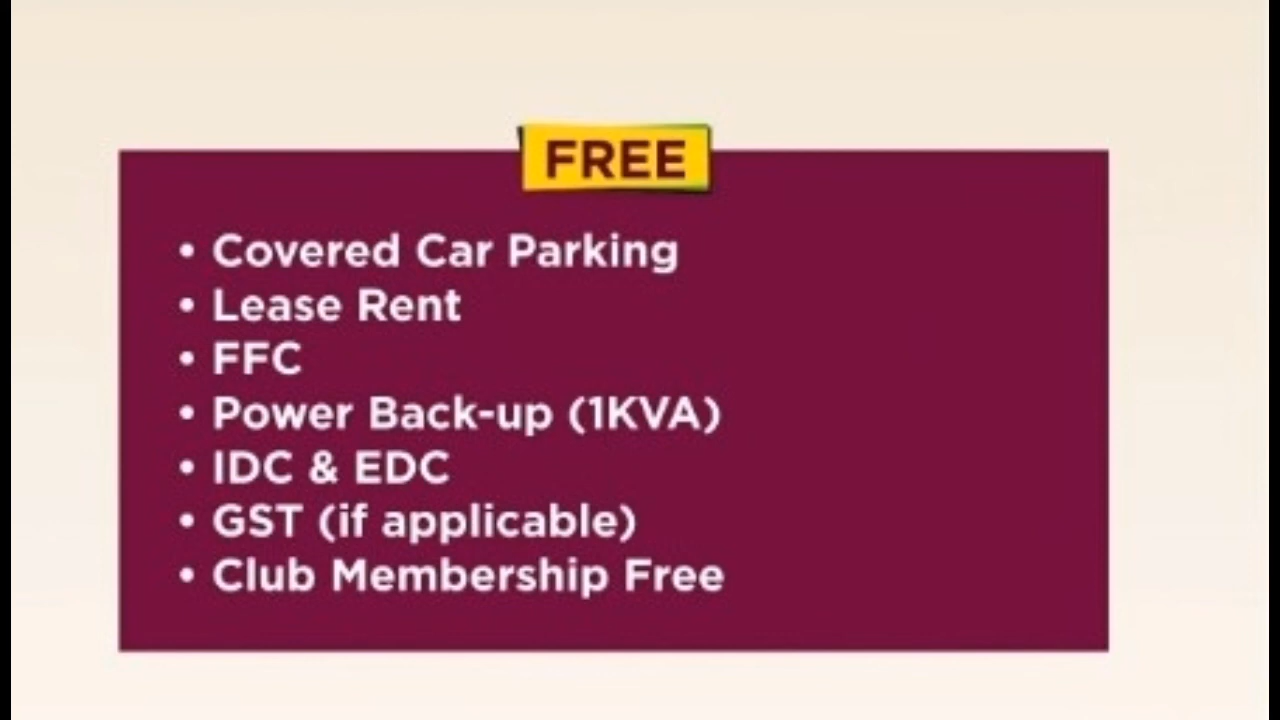 FREE
• Covered Car Parking
• Lease Rent
• FFC
• Power Back-up (1KVA)
• IDC & EDC
• GST (if applicable)
• Club Membership Free